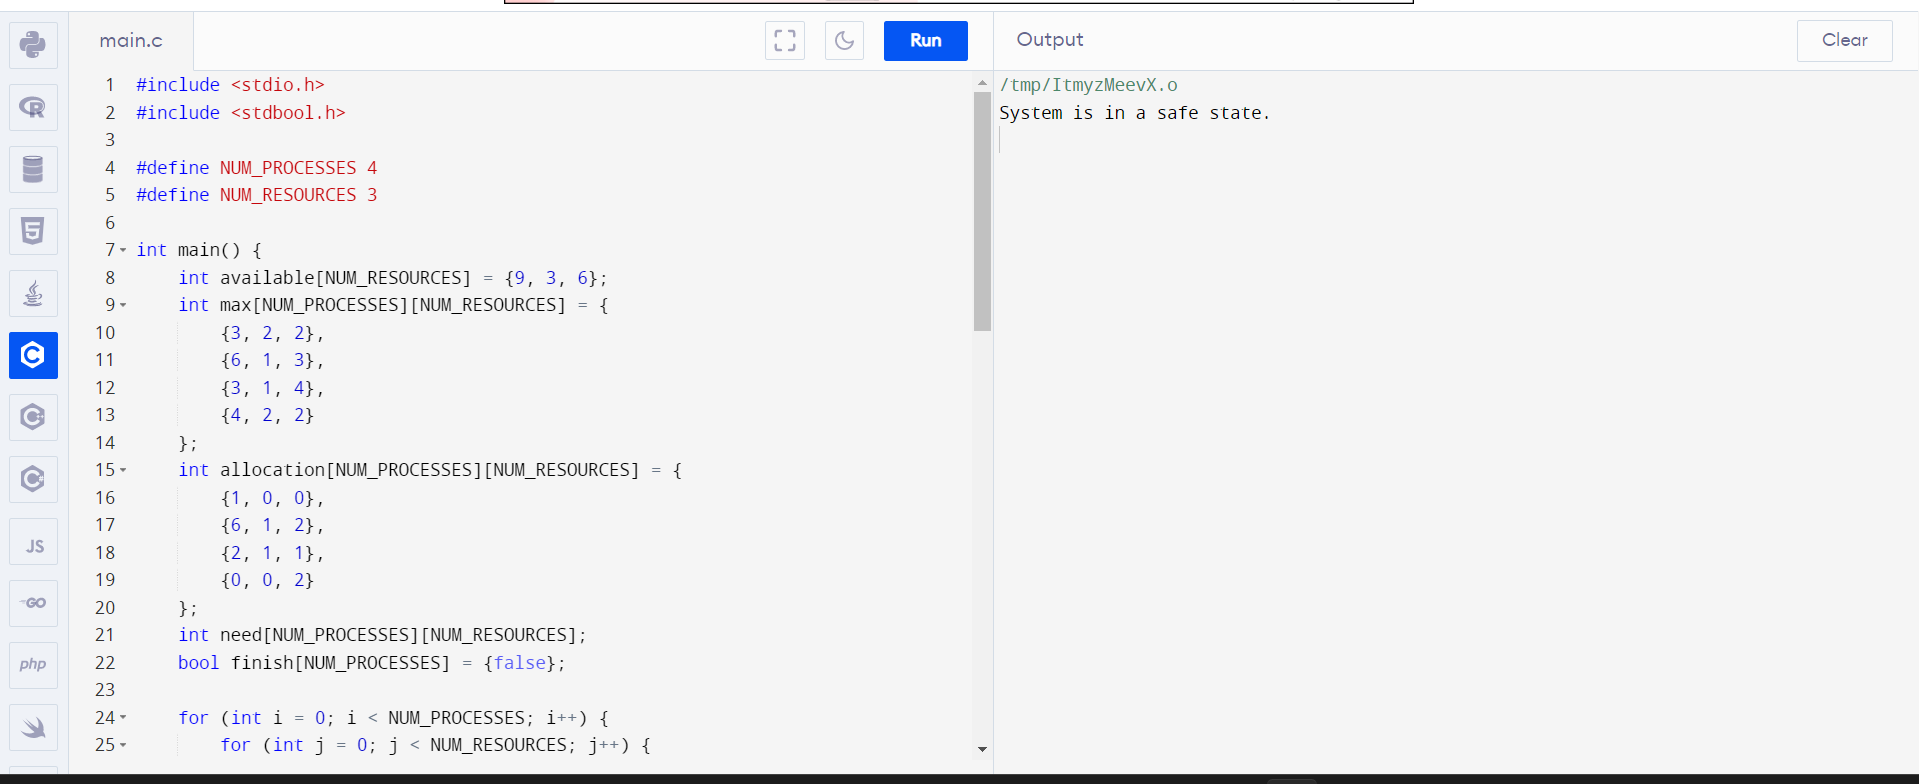 main.c
Run
Output
Clear
1 #include <stdio.h>
2 #include <stdbool.h>
3
4 #define NUM_PROCESSES 4
5 #define NUM_RESOURCES 3
6
7 int main() {
8     int available[NUM_RESOURCES] = {9, 3, 6};
9     int max[NUM_PROCESSES][NUM_RESOURCES] = {
10         {3, 2, 2},
11         {6, 1, 3},
12         {3, 1, 4},
13         {4, 2, 2}
14     };
15     int allocation[NUM_PROCESSES][NUM_RESOURCES] = {
16         {1, 0, 0},
17         {6, 1, 2},
18         {2, 1, 1},
19         {0, 0, 2}
20     };
21     int need[NUM_PROCESSES][NUM_RESOURCES];
22     bool finish[NUM_PROCESSES] = {false};
23
24     for (int i = 0; i < NUM_PROCESSES; i++) {
25         for (int j = 0; j < NUM_RESOURCES; j++) {
/tmp/ItmyzMeevX.o
System is in a safe state.
R
5
C
C
C
JS
GO
php